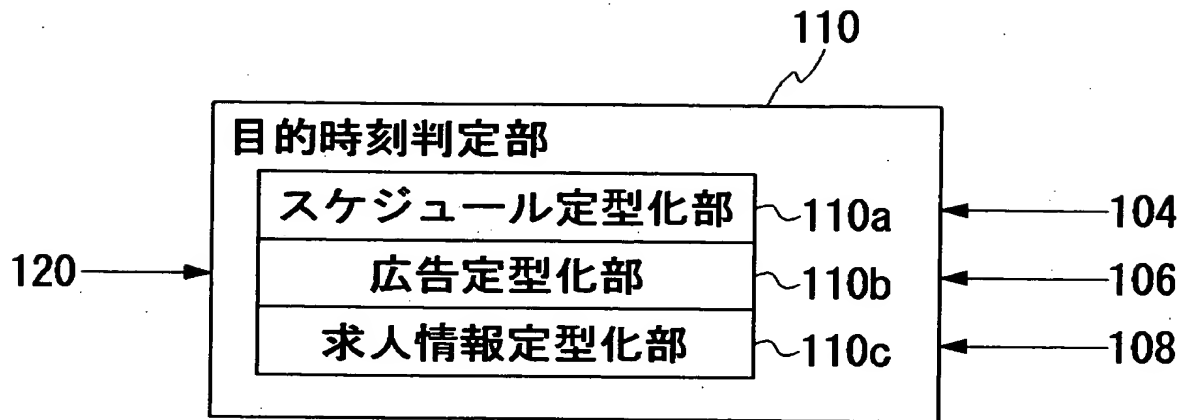 110
目的時刻判定部
スケジュール定型化部 110a 104
120 広告定型化部 110b 106
求人情報定型化部 110c 108